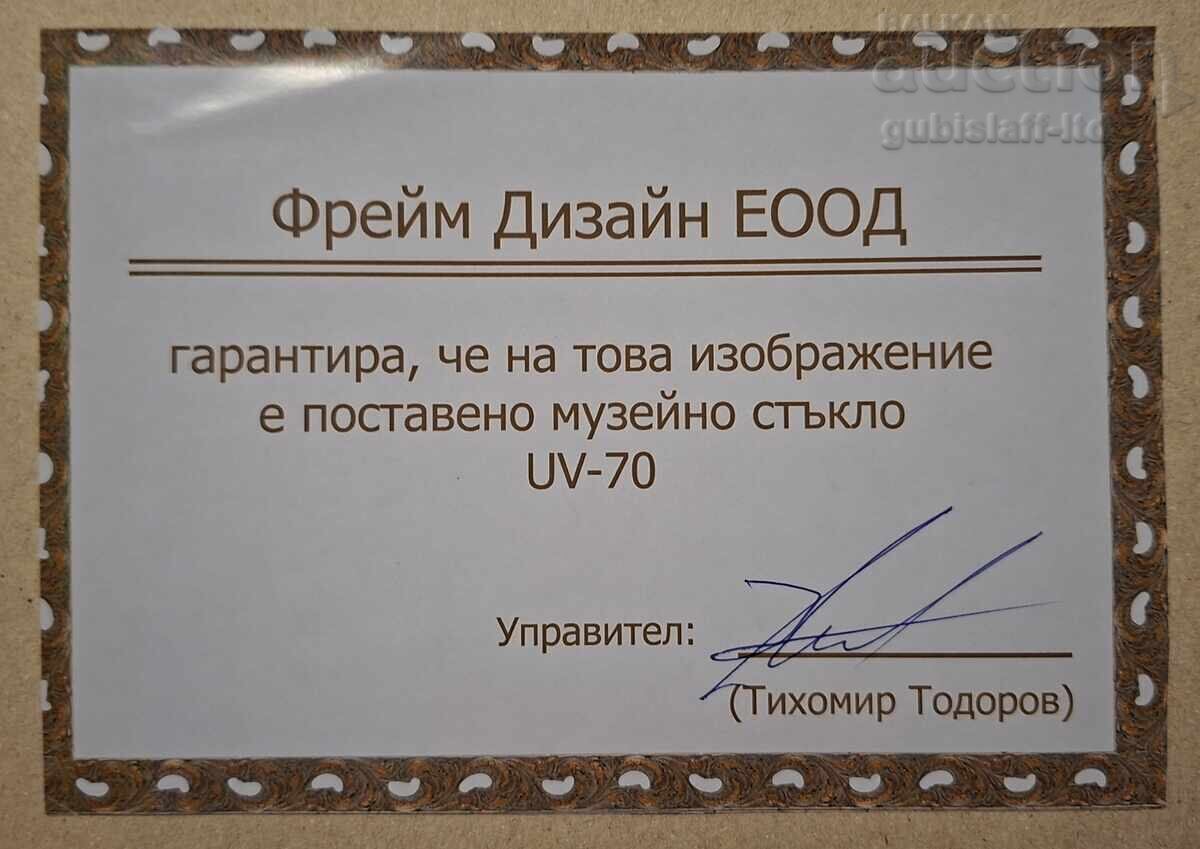 BALKAN
auction
gubislaff-ltd
Фрейм Дизайн ЕООД
гарантира, че на това изображение
е поставено музейно стъкло
UV-70
Управител:
(Тихомир Тодоров)